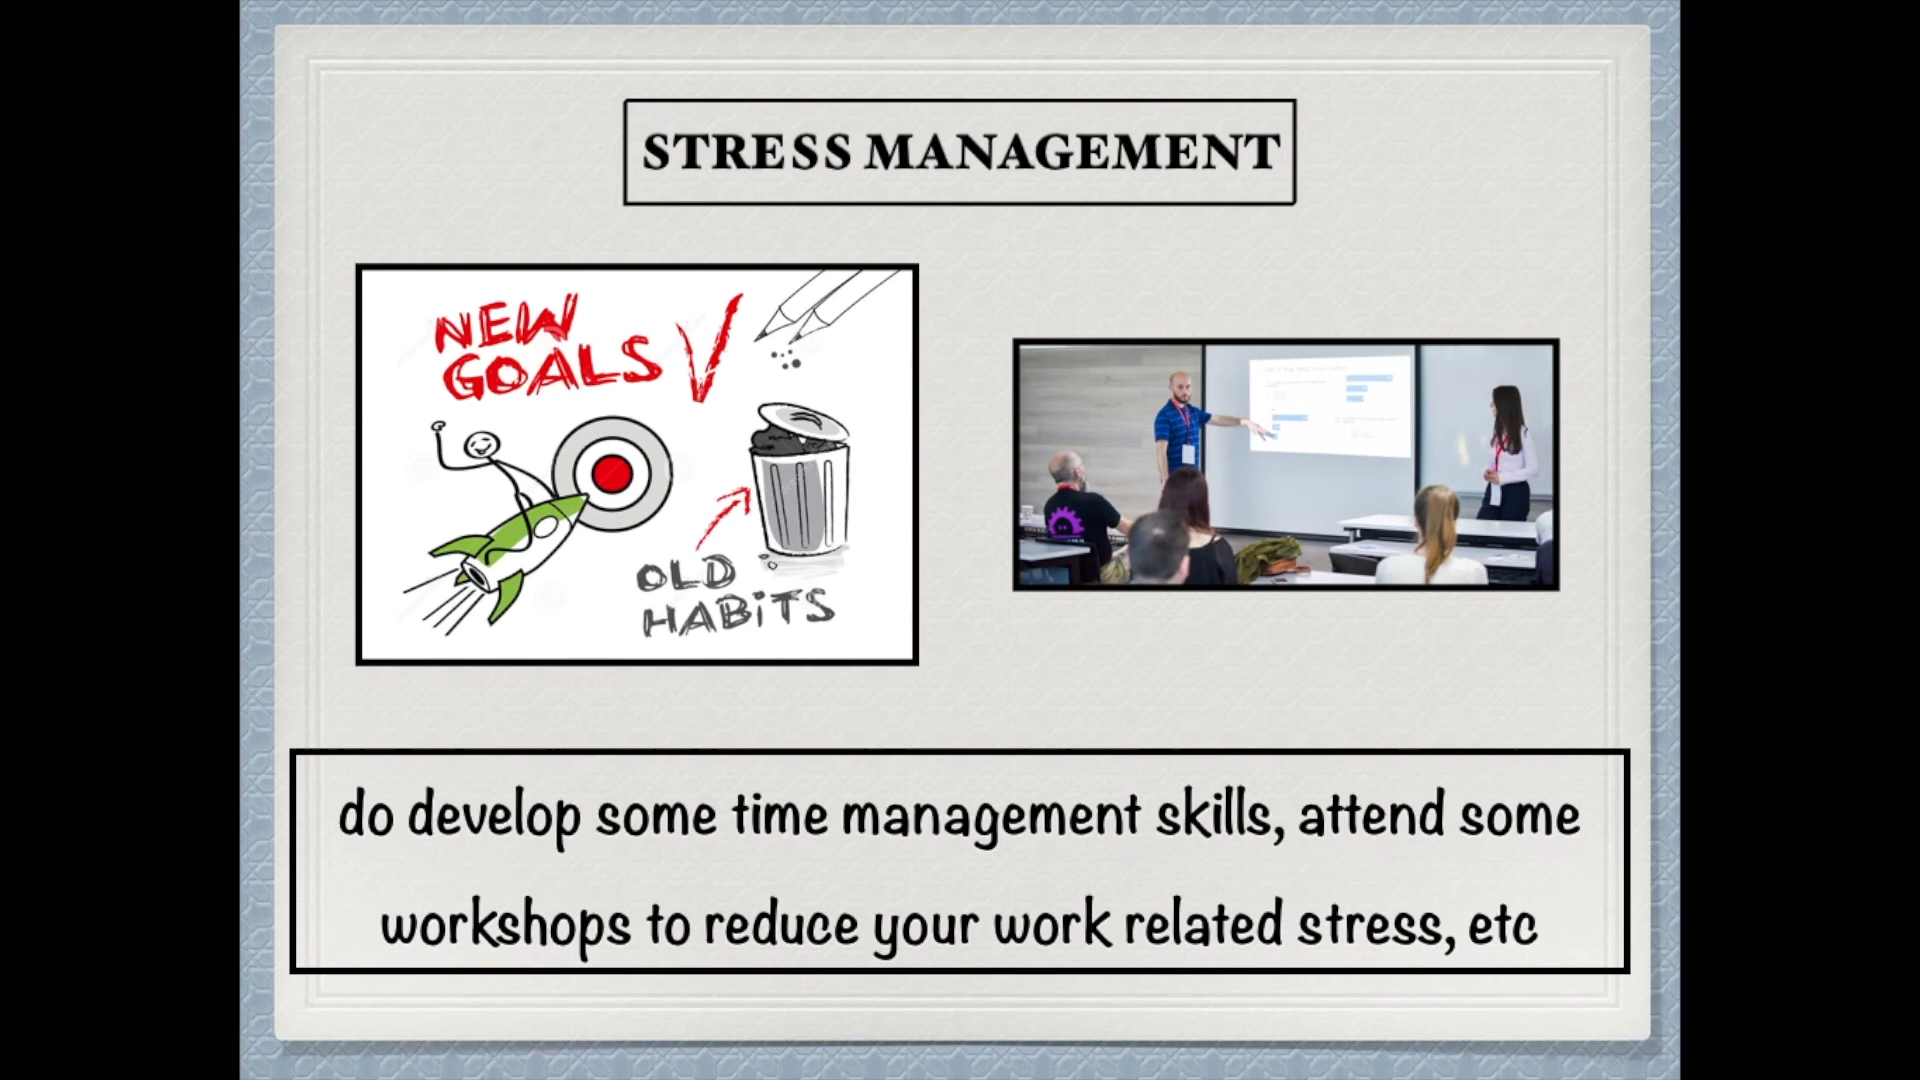 STRESS MANAGEMENT
NEW
GOALS
OLD
HABiTS
do develop some time management skills, attend some
workshops to reduce your work related stress, etc